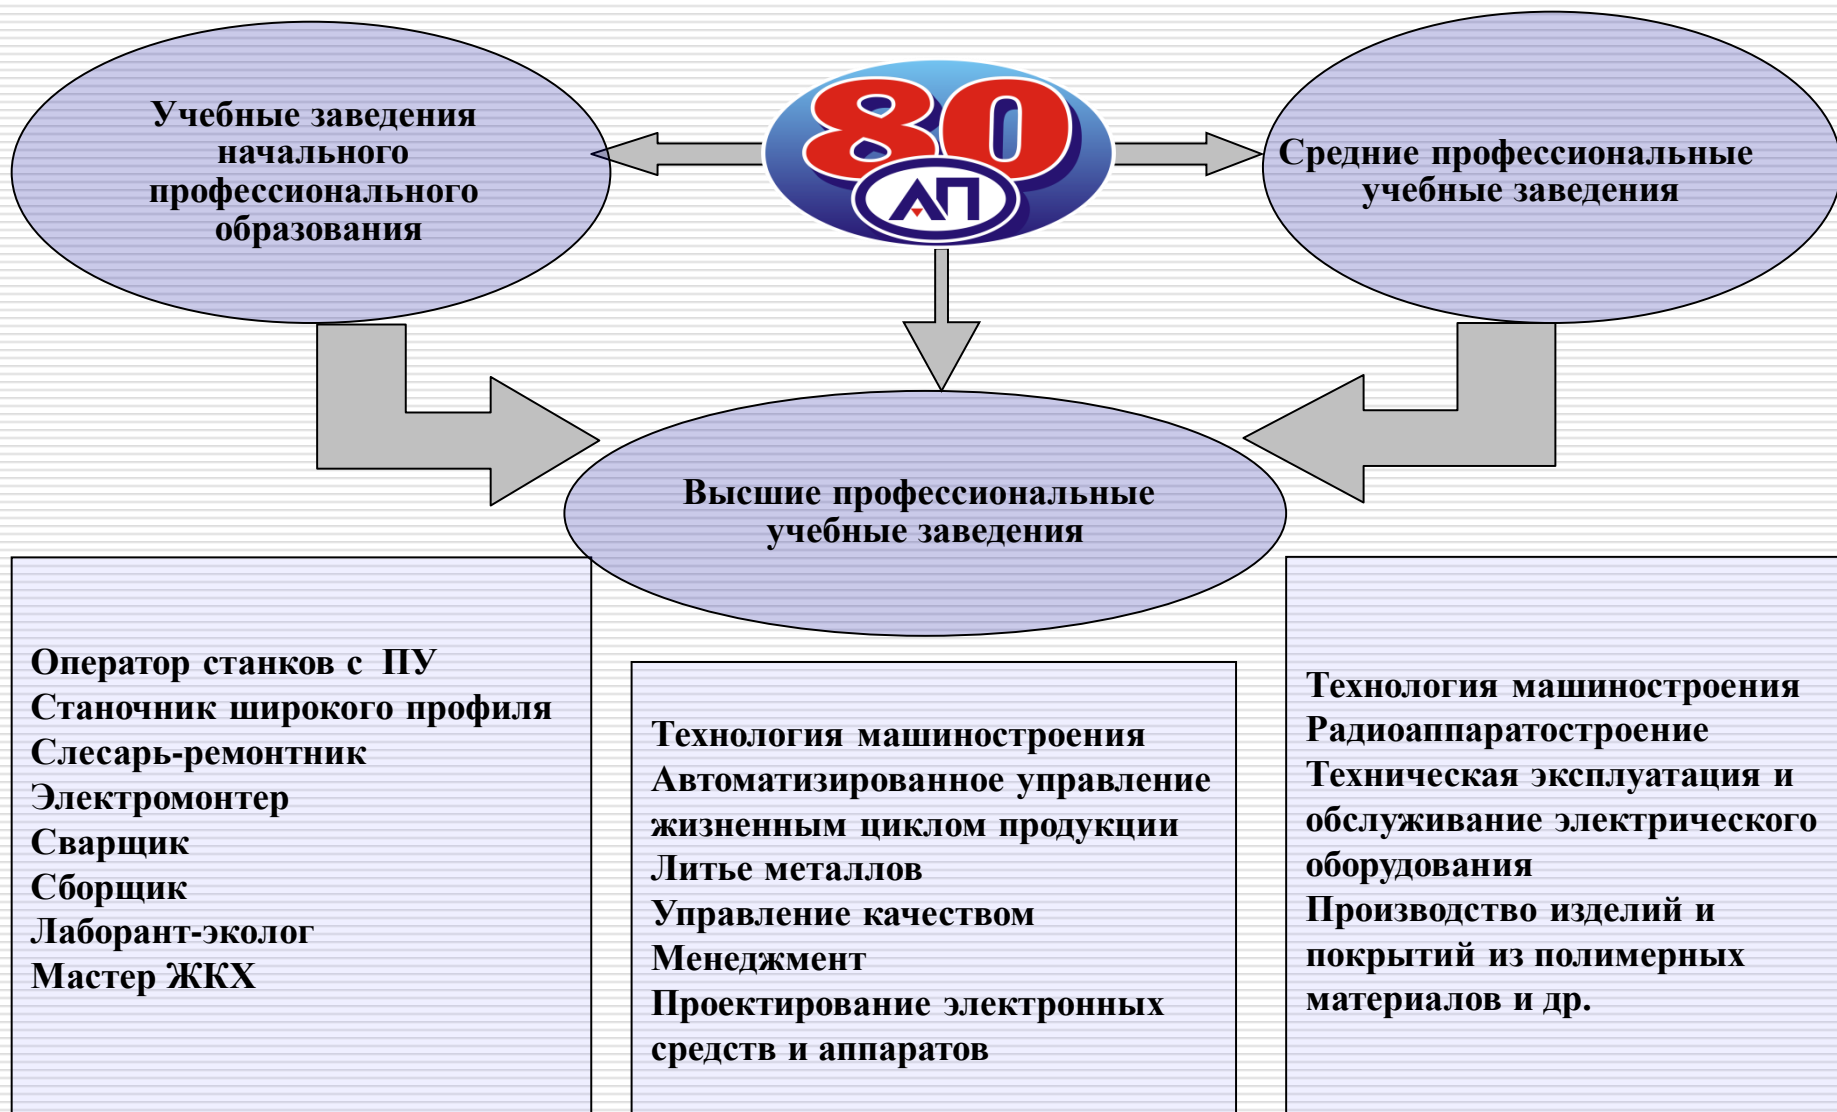 Учебные заведения
начального
профессионального
образования
80
АП
Средние профессиональные
учебные заведения
Высшие профессиональные
учебные заведения
Оператор станков с ПУ
Станочник широкого профиля
Слесарь-ремонтник
Электромонтер
Сварщик
Сборщик
Лаборант-эколог
Мастер ЖКХ
Технология машиностроения
Автоматизированное управление
жизненным циклом продукции
Литье металлов
Управление качеством
Менеджмент
Проектирование электронных
средств и аппаратов
Технология машиностроения
Радиоаппаратостроение
Техническая эксплуатация и
обслуживание электрического
оборудования
Производство изделий и
покрытий из полимерных
материалов и др.